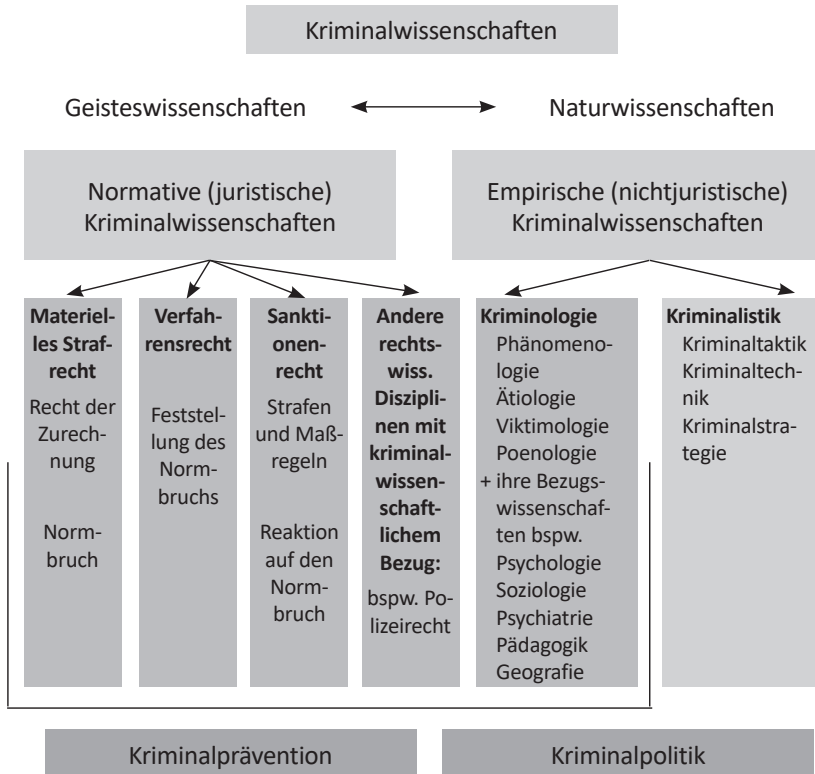 Kriminalwissenschaften
Geisteswissenschaften
Naturwissenschaften
Normative (juristische)
Kriminalwissenschaften
Empirische (nichtjuristische)
Kriminalwissenschaften
Materiel-
les Straf-
recht
Recht der
Zurech-
nung
Norm-
bruch
Verfah-
rensrecht
Feststel-
lung des
Norm-
bruchs
Sankti-
onen-
recht
Strafen
und Maß-
regeln
Reaktion
auf den
Norm-
bruch
Andere
rechts-
wiss.
Diszipli-
nen mit
kriminal-
wissen-
schaft-
lichem
Bezug:
bspw. Po-
lizeirecht
Kriminologie
Phänomeno-
logie
Ätiologie
Viktimologie
Poenologie
+ ihre Bezugs-
wissenschaf-
ten bspw.
Psychologie
Soziologie
Psychiatrie
Pädagogik
Geografie
Kriminalistik
Kriminaltaktik
Kriminaltech-
nik
Kriminalstra-
tegie
Kriminalprävention
Kriminalpolitik